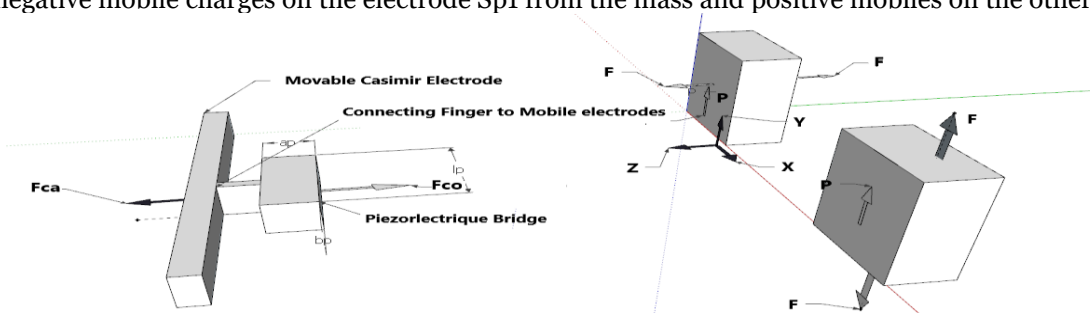 negative mobile charges on the electrode Sp1 from the mass and positive mobiles on the other
Movable Casimir Electrode
Connecting Finger to Mobile electrodes
ap
lp
Fca
Fco
Piezorlectrique Bridge
bp
F
F
P
Y
Z
X
F
P
F